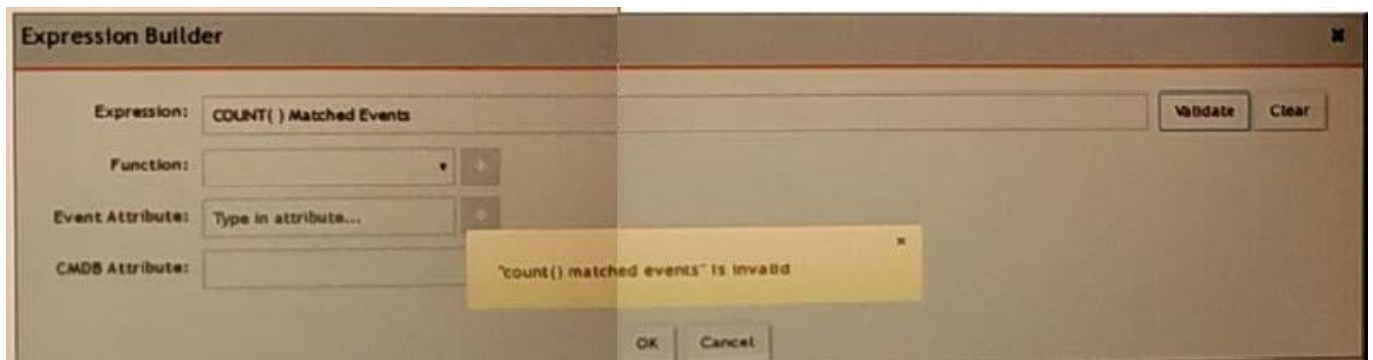 Expression Builder ✖
Expression: COUNT( ) Matched Events Validate Clear
Function:
Event Attribute: Type in attribute...
CMDB Attribute:
"count() matched events" is invalid ×
OK Cancel